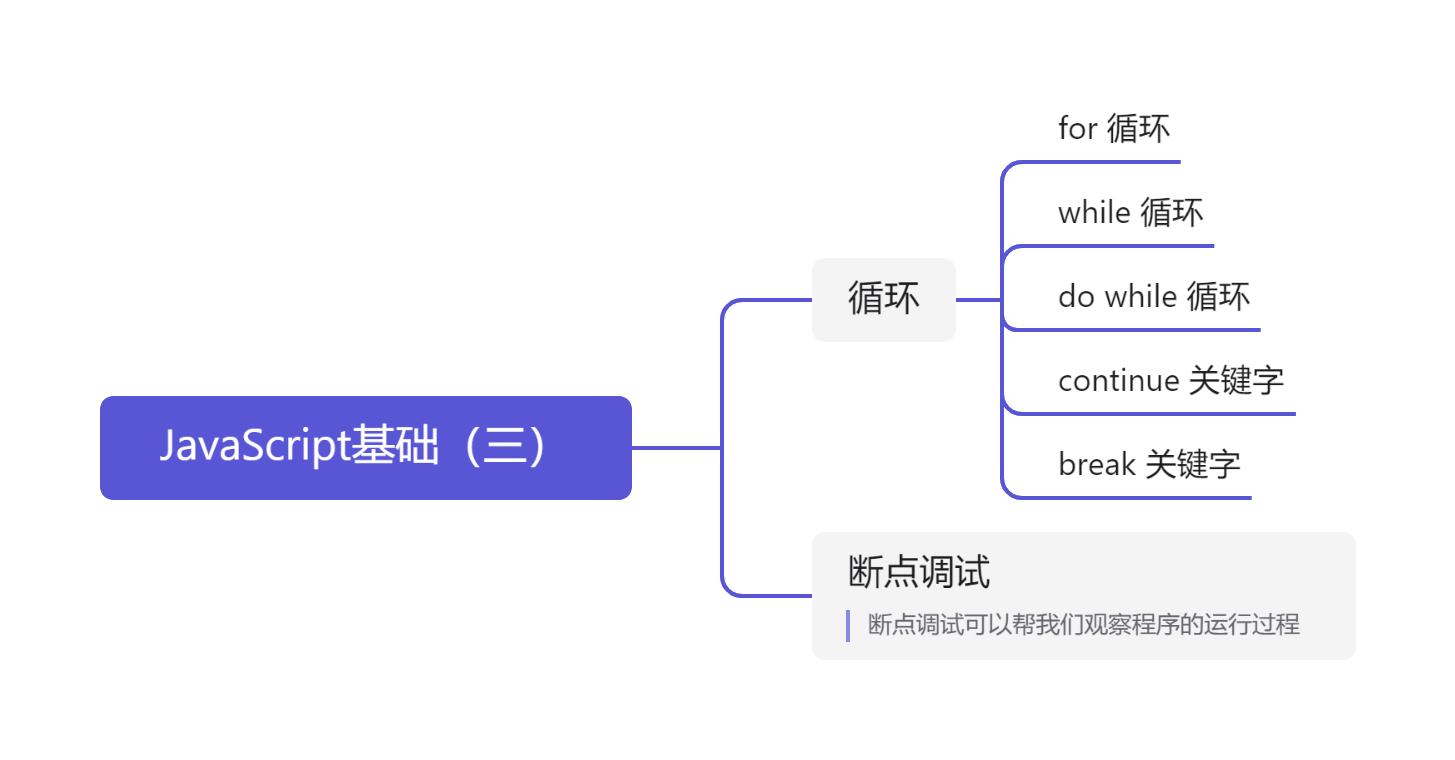 JavaScript基础（三）
循环
for 循环
while 循环
do while 循环
continue 关键字
break 关键字
断点调试
断点调试可以帮我们观察程序的运行过程